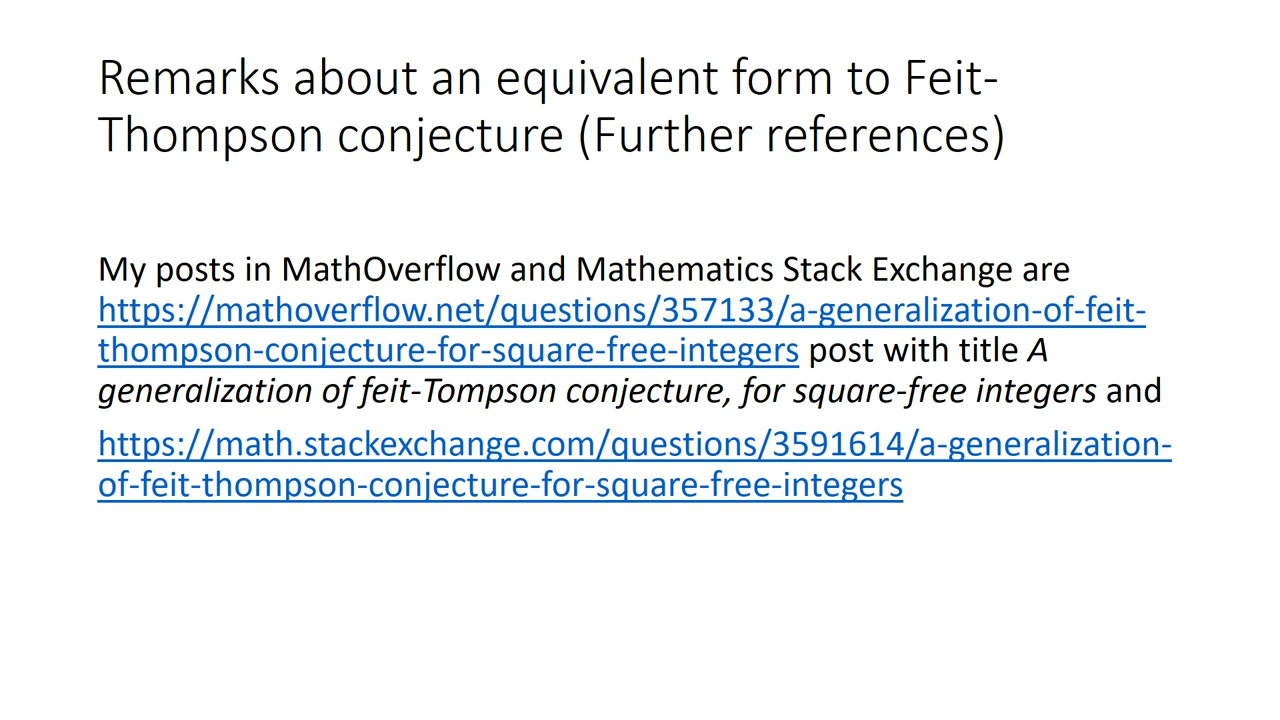 Remarks about an equivalent form to Feit-
Thompson conjecture (Further references)
My posts in MathOverflow and Mathematics Stack Exchange are
https://mathoverflow.net/questions/357133/a-generalization-of-feit-
thompson-conjecture-for-square-free-integers post with title A
generalization of feit-Tompson conjecture, for square-free integers and
https://math.stackexchange.com/questions/3591614/a-generalization-
of-feit-thompson-conjecture-for-square-free-integers